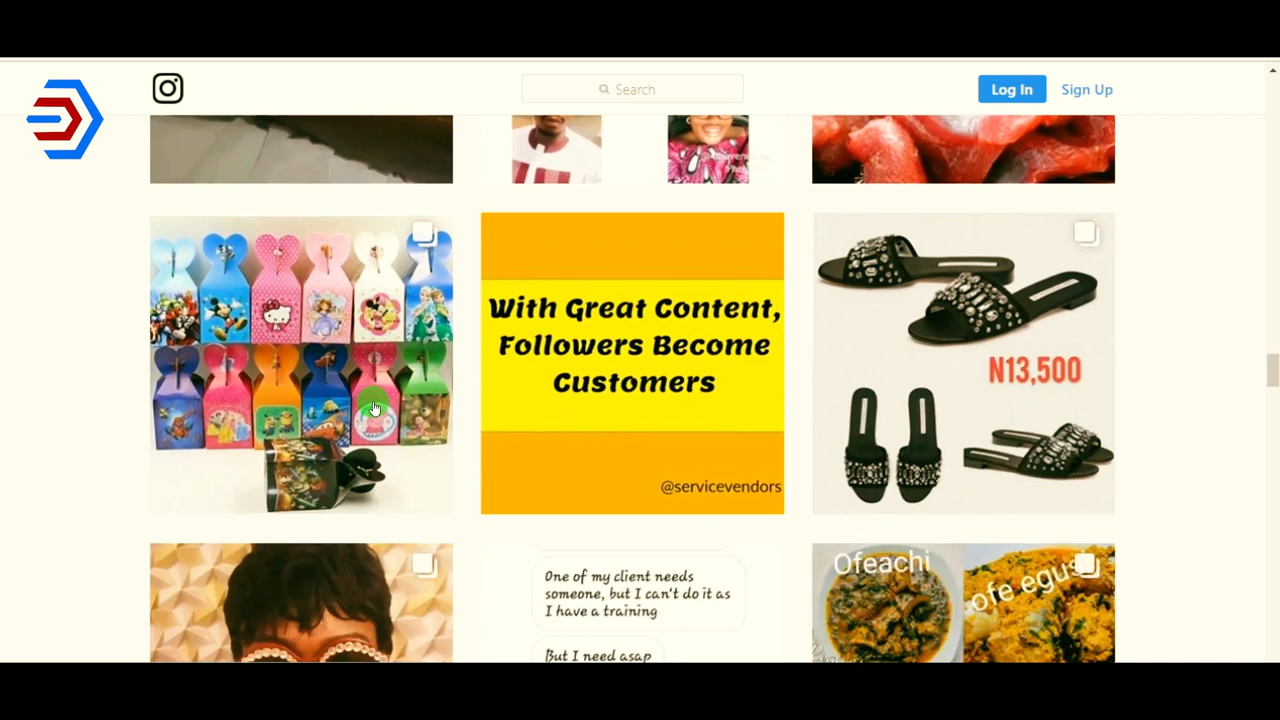 Search
Log In
Sign Up
With Great Content,
Followers Become
Customers
@servicevendors
N13,500
One of my client needs
someone, but I can't do it as
I have a training
But I need asap
Ofeachi
ofe egus